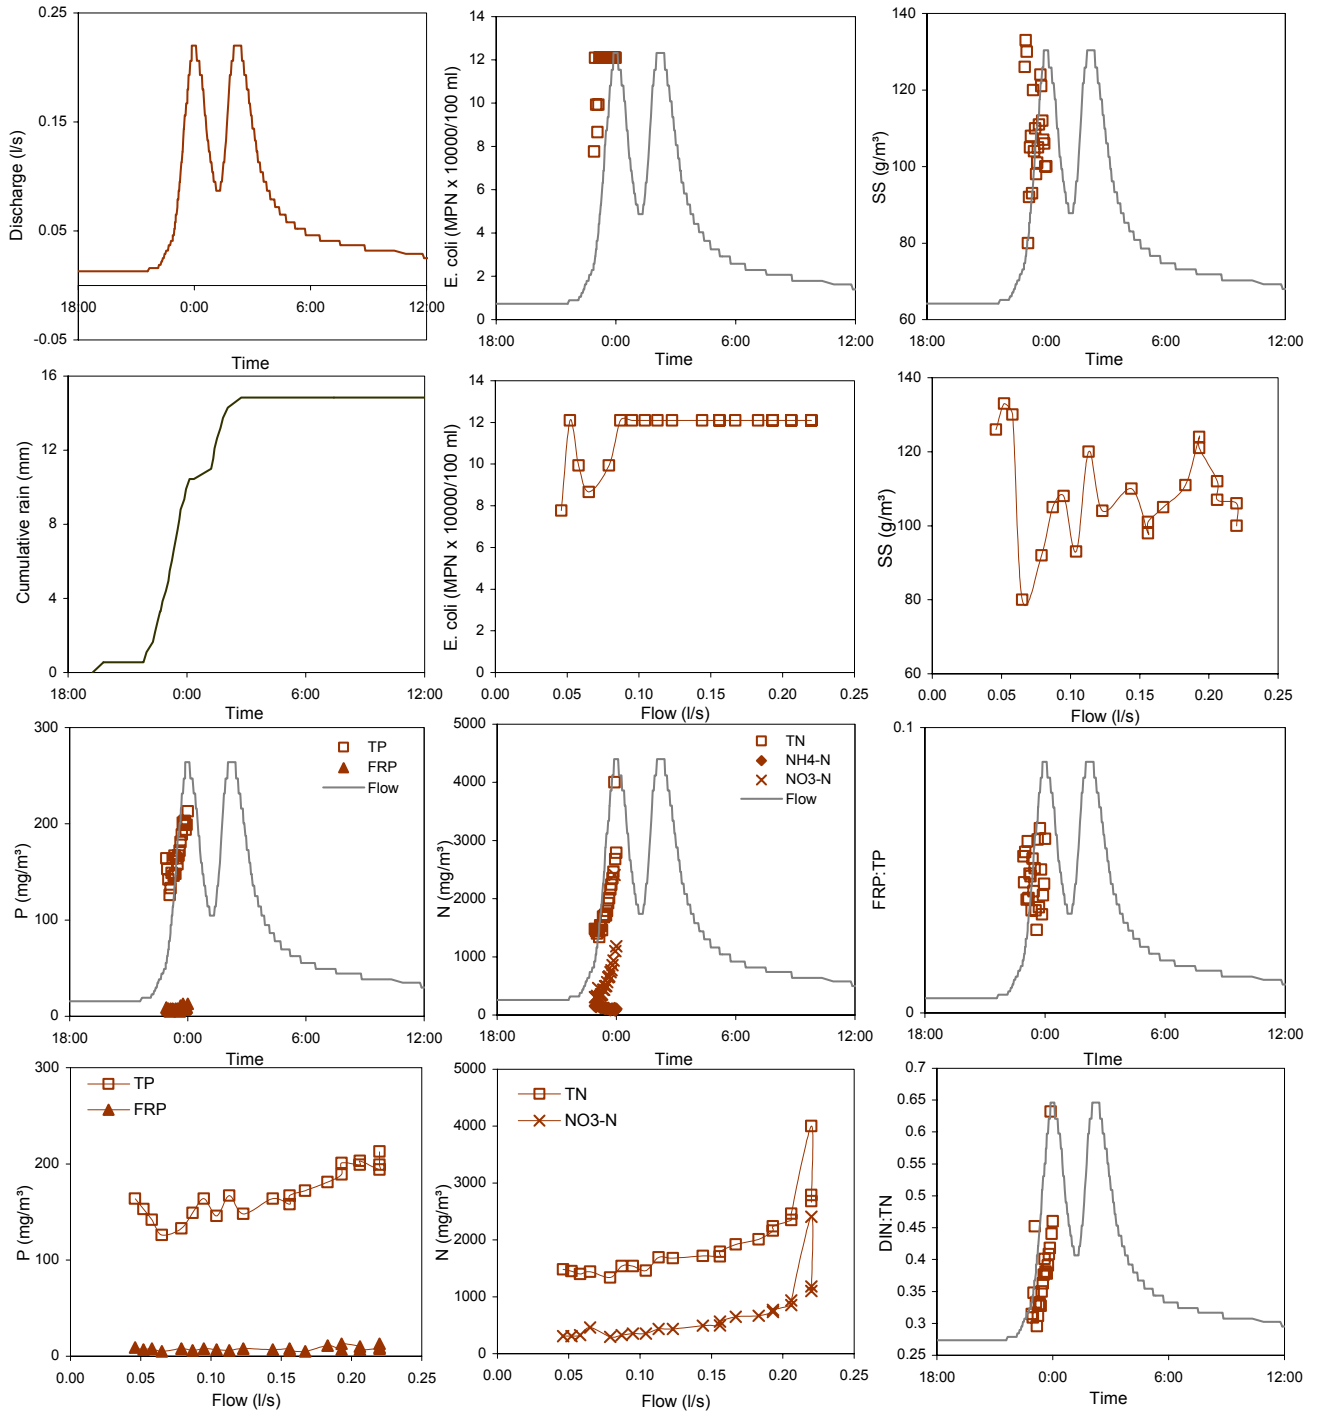 0.25
0.15
0.05
-0.05
Discharge (l/s)
18:00 0:00 6:00 12:00
Time
14
12
10
8
6
4
2
0
E. coli (MPN x 10000/100 ml)
18:00 0:00 6:00 12:00
Time
140
120
100
80
60
SS (g/m³)
18:00 0:00 6:00 12:00
Time
16
12
8
4
0
Cumulative rain (mm)
18:00 0:00 6:00 12:00
Time
14
12
10
8
6
4
2
0
E. coli (MPN x 10000/100 ml)
0.00 0.05 0.10 0.15 0.20 0.25
Flow (l/s)
140
120
100
80
60
SS (g/m³)
0.00 0.05 0.10 0.15 0.20 0.25
Flow (l/s)
300
200
100
0
P (mg/m³)
TP
FRP
Flow
18:00 0:00 6:00 12:00
Time
5000
4000
3000
2000
1000
0
N (mg/m³)
TN
NH4-N
NO3-N
Flow
18:00 0:00 6:00 12:00
Time
0.1
0
FRP:TP
18:00 0:00 6:00 12:00
TIme
300
200
100
0
P (mg/m³)
TP
FRP
0.00 0.05 0.10 0.15 0.20 0.25
Flow (l/s)
5000
4000
3000
2000
1000
0
N (mg/m³)
TN
NO3-N
0.00 0.05 0.10 0.15 0.20 0.25
Flow (l/s)
0.7
0.65
0.6
0.55
0.5
0.45
0.4
0.35
0.3
0.25
DIN:TN
18:00 0:00 6:00 12:00
Time